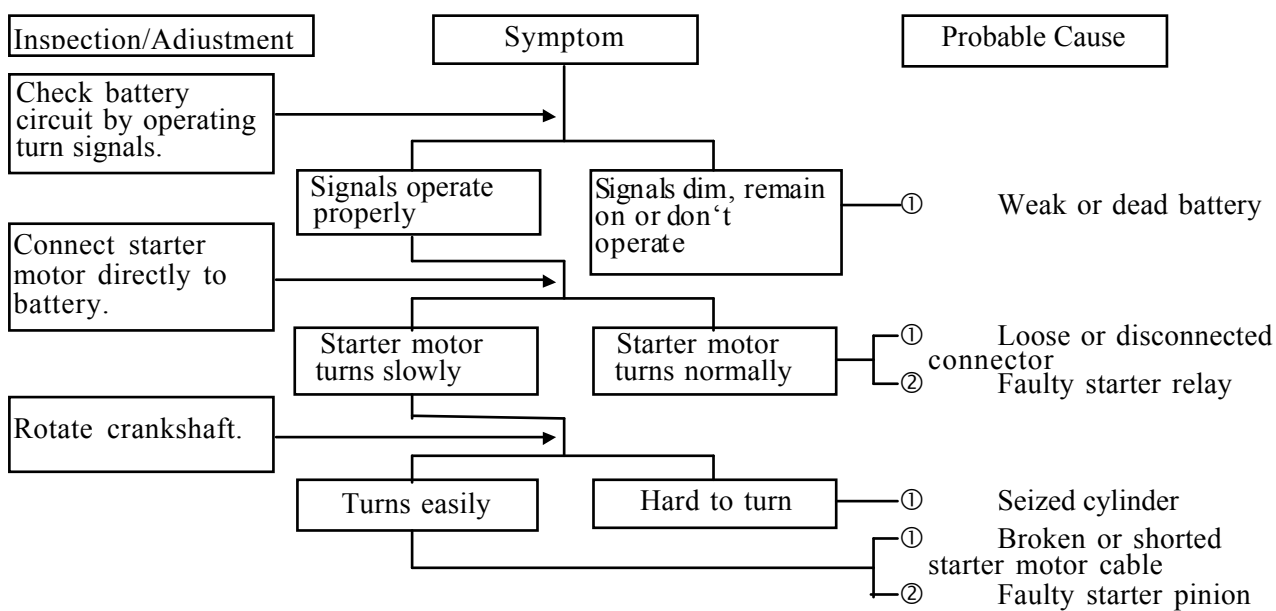 Inspection/Adjustment
Symptom
Probable Cause
Check battery
circuit by operating
turn signals.
Signals operate
properly
Signals dim, remain
on or don‘t
operate
① Weak or dead battery
Connect starter
motor directly to
battery.
Starter motor
turns slowly
Starter motor
turns normally
① Loose or disconnected
connector
② Faulty starter relay
Rotate crankshaft.
Turns easily
Hard to turn
① Seized cylinder
① Broken or shorted
starter motor cable
② Faulty starter pinion